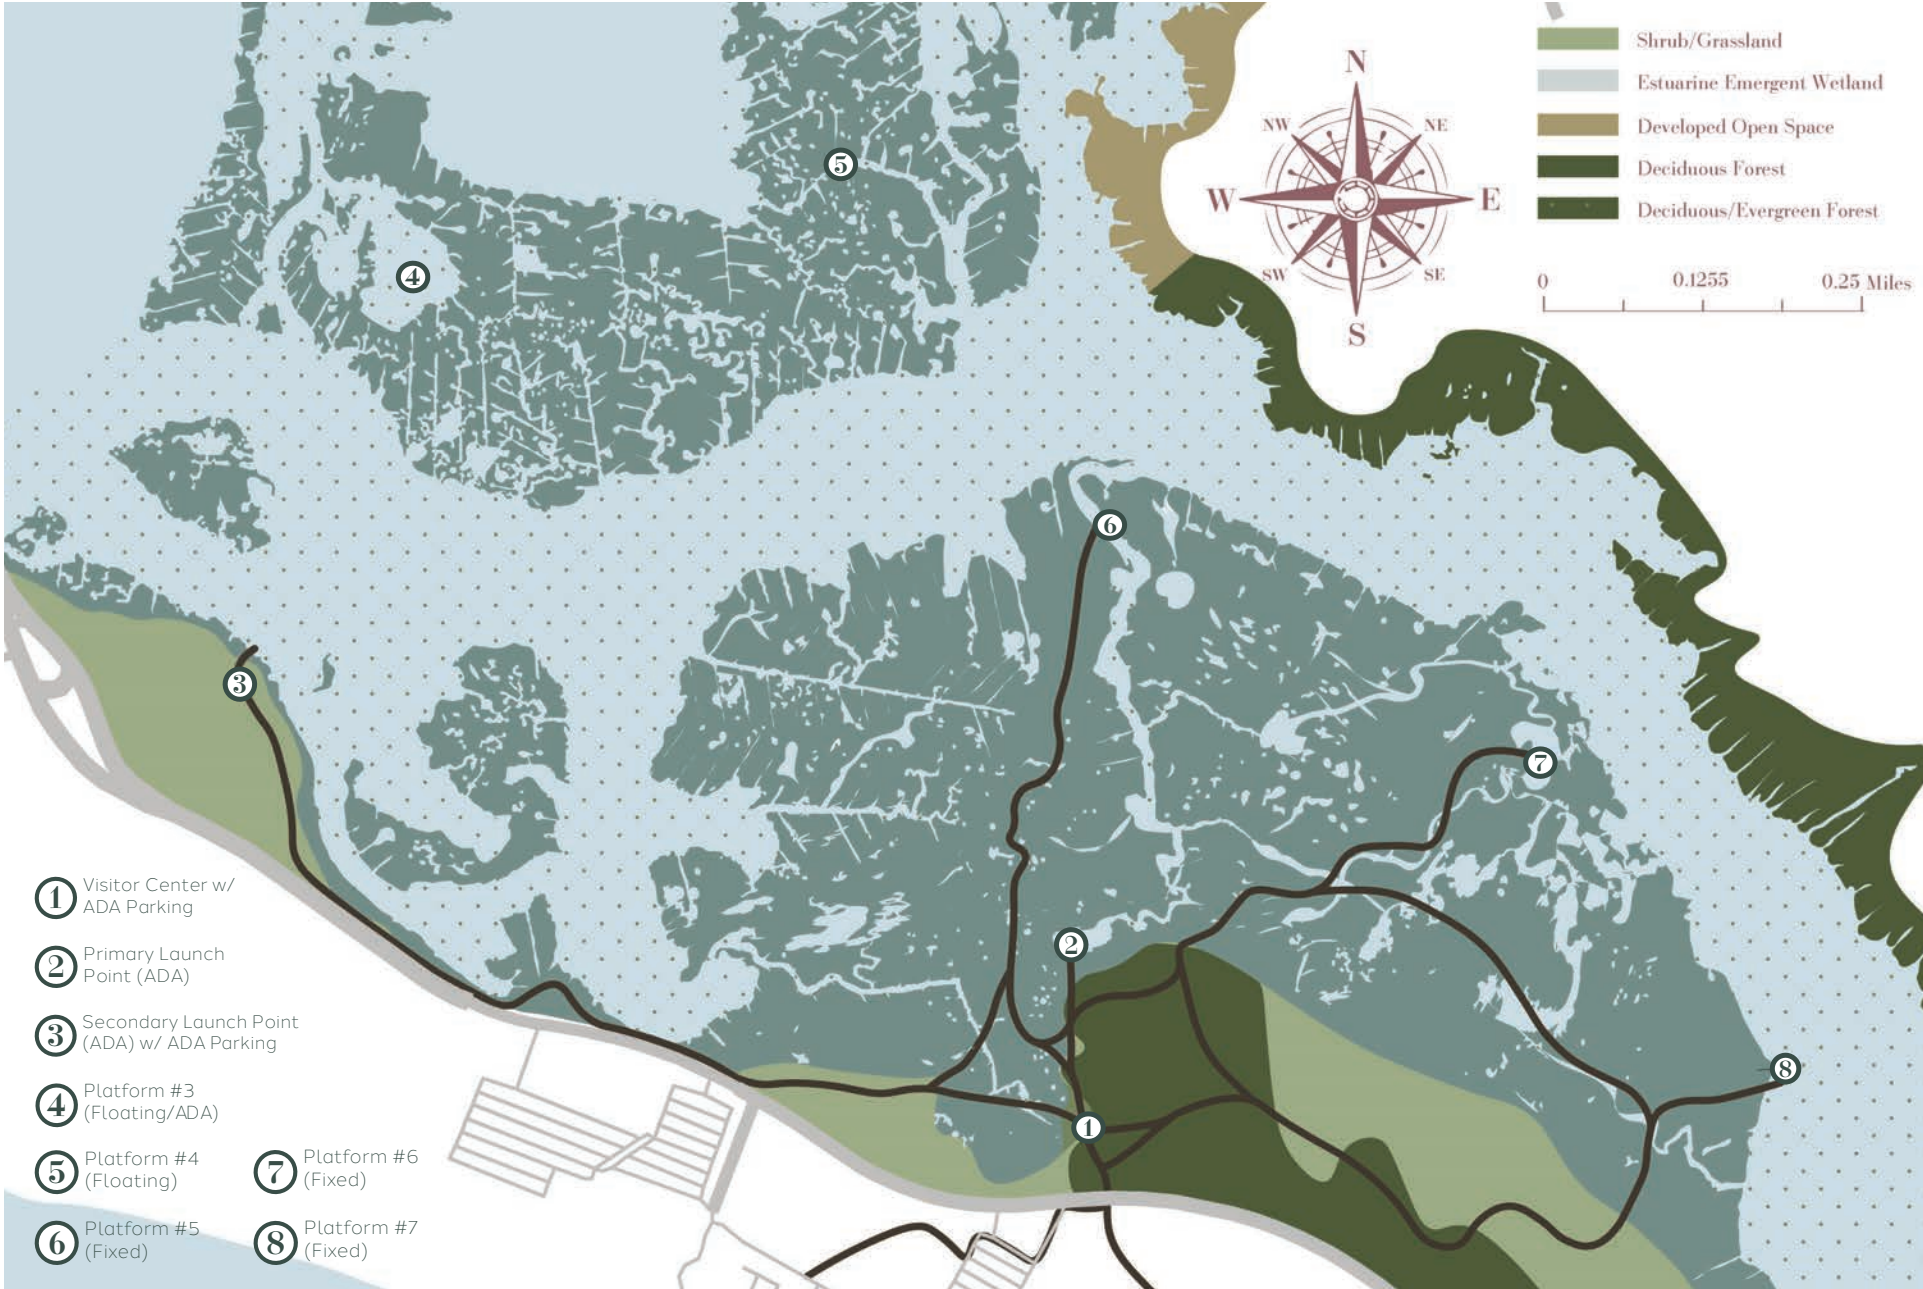 N
NW
NE
W
E
SW
SE
S
Shrub/Grassland
Estuarine Emergent Wetland
Developed Open Space
Deciduous Forest
Deciduous/Evergreen Forest
0 0.1255 0.25 Miles
5
4
6
3
7
2
8
1
1 Visitor Center w/
ADA Parking
2 Primary Launch
Point (ADA)
3 Secondary Launch Point
(ADA) w/ ADA Parking
4 Platform #3
(Floating/ADA)
5 Platform #4
(Floating)
6 Platform #5
(Fixed)
7 Platform #6
(Fixed)
8 Platform #7
(Fixed)